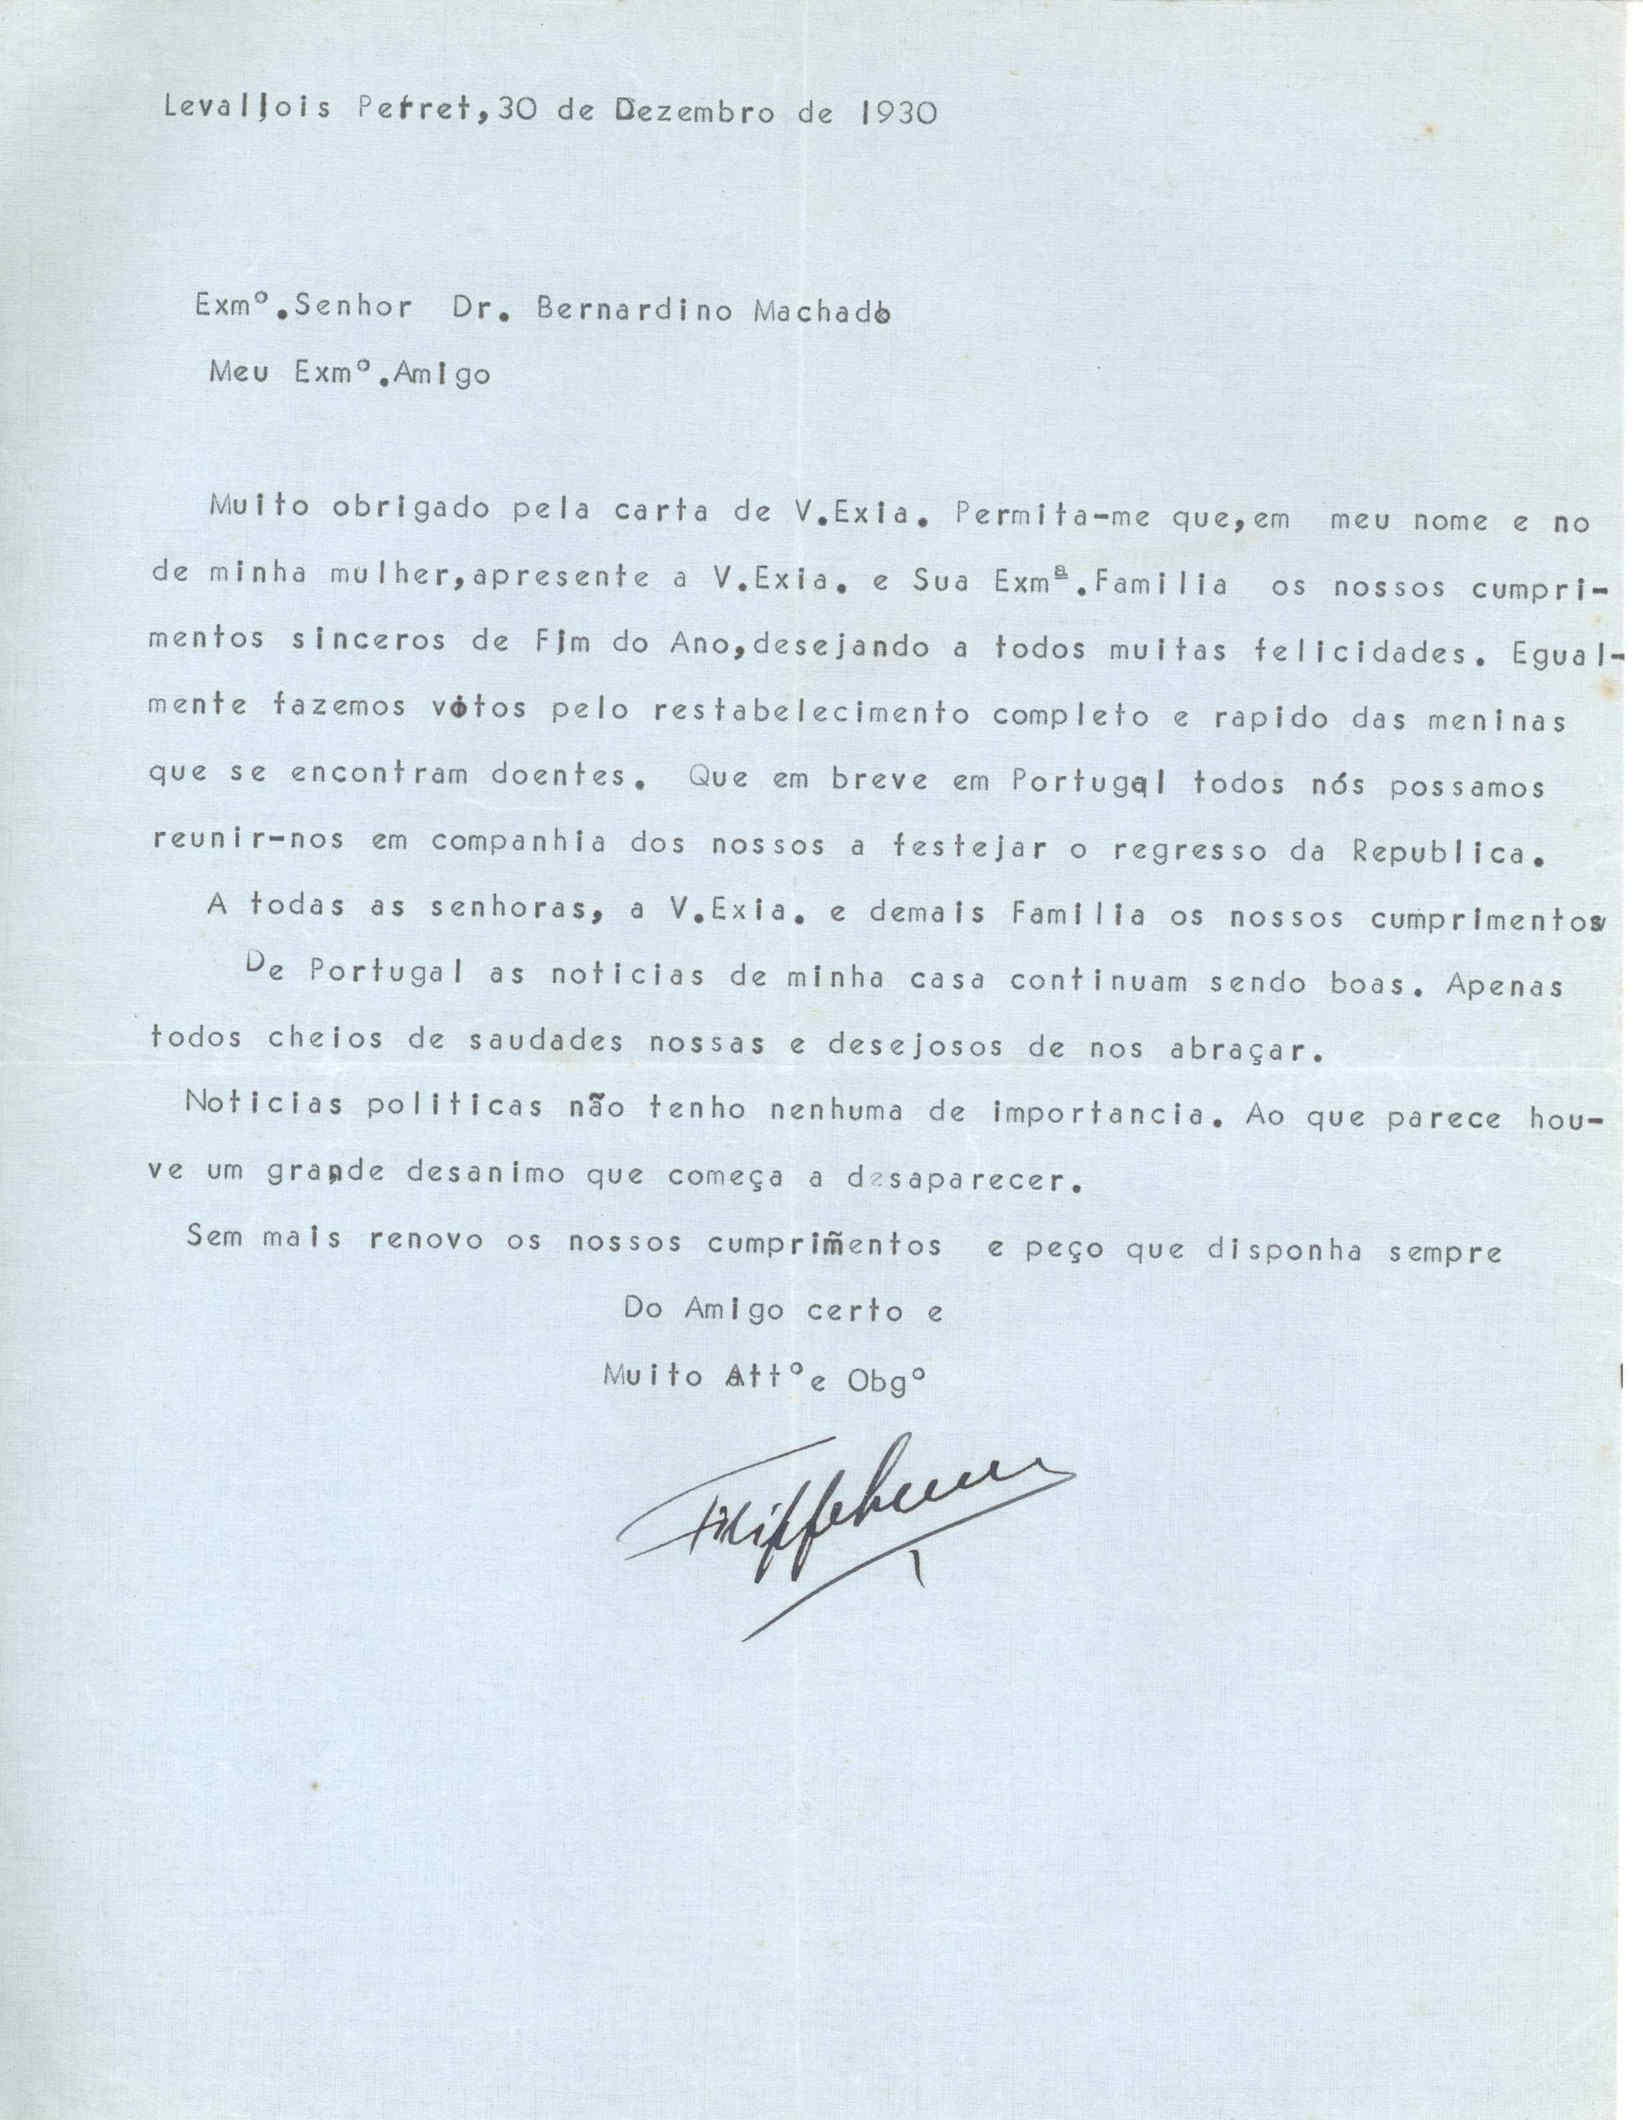 Levallois Perret,30 de Dezembro de 1930
Exmº.Senhor Dr. Bernardino Machado
Meu Exmº.Amigo
Muito obrigado pela carta de V.Exia. Permita-me que,em meu nome e no
de minha mulher,apresente a V.Exia. e Sua Exmª.Familia os nossos cumpri-
mentos sinceros de Fim do Ano,desejando a todos muitas felicidades. Egual-
mente fazemos votos pelo restabelecimento completo e rapido das meninas
que se encontram doentes. Que em breve em Portugal todos nós possamos
reunir-nos em companhia dos nossos a festejar o regresso da Republica.
A todas as senhoras, a V.Exia. e demais Familia os nossos cumprimentos
De Portugal as noticias de minha casa continuam sendo boas. Apenas
todos cheios de saudades nossas e desejosos de nos abraçar.
Noticias politicas não tenho nenhuma de importancia. Ao que parece hou-
ve um grande desanimo que começa a desaparecer.
Sem mais renovo os nossos cumprimentos e peço que disponha sempre
Do Amigo certo e
Muito Attº e Obgº